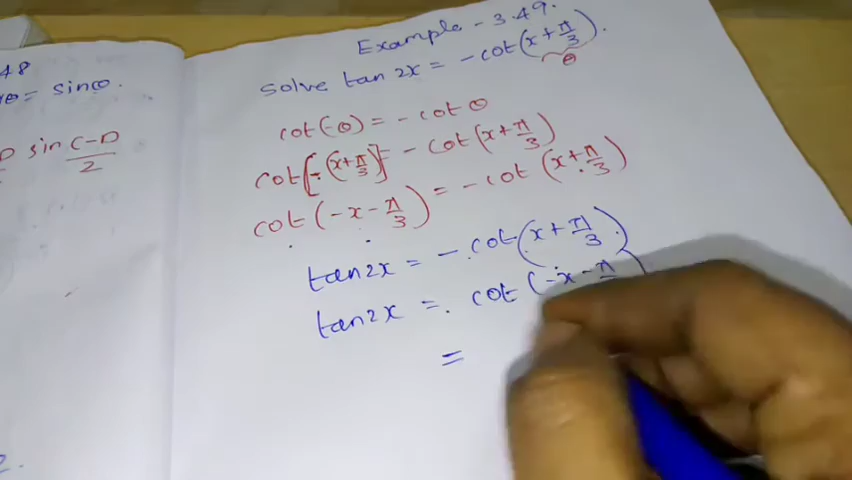 48
θ = sinθ.
sin C-D/2
2.
Example - 3.49.
Solve tan 2x = -cot(x+π/3).
θ
cot(-θ) = -cot θ
cot[-(x+π/3)] = -cot(x+π/3)
cot(-x-π/3) = -cot(x+π/3)
tan2x = -cot(x+π/3)
tan2x = cot(-x-π
=